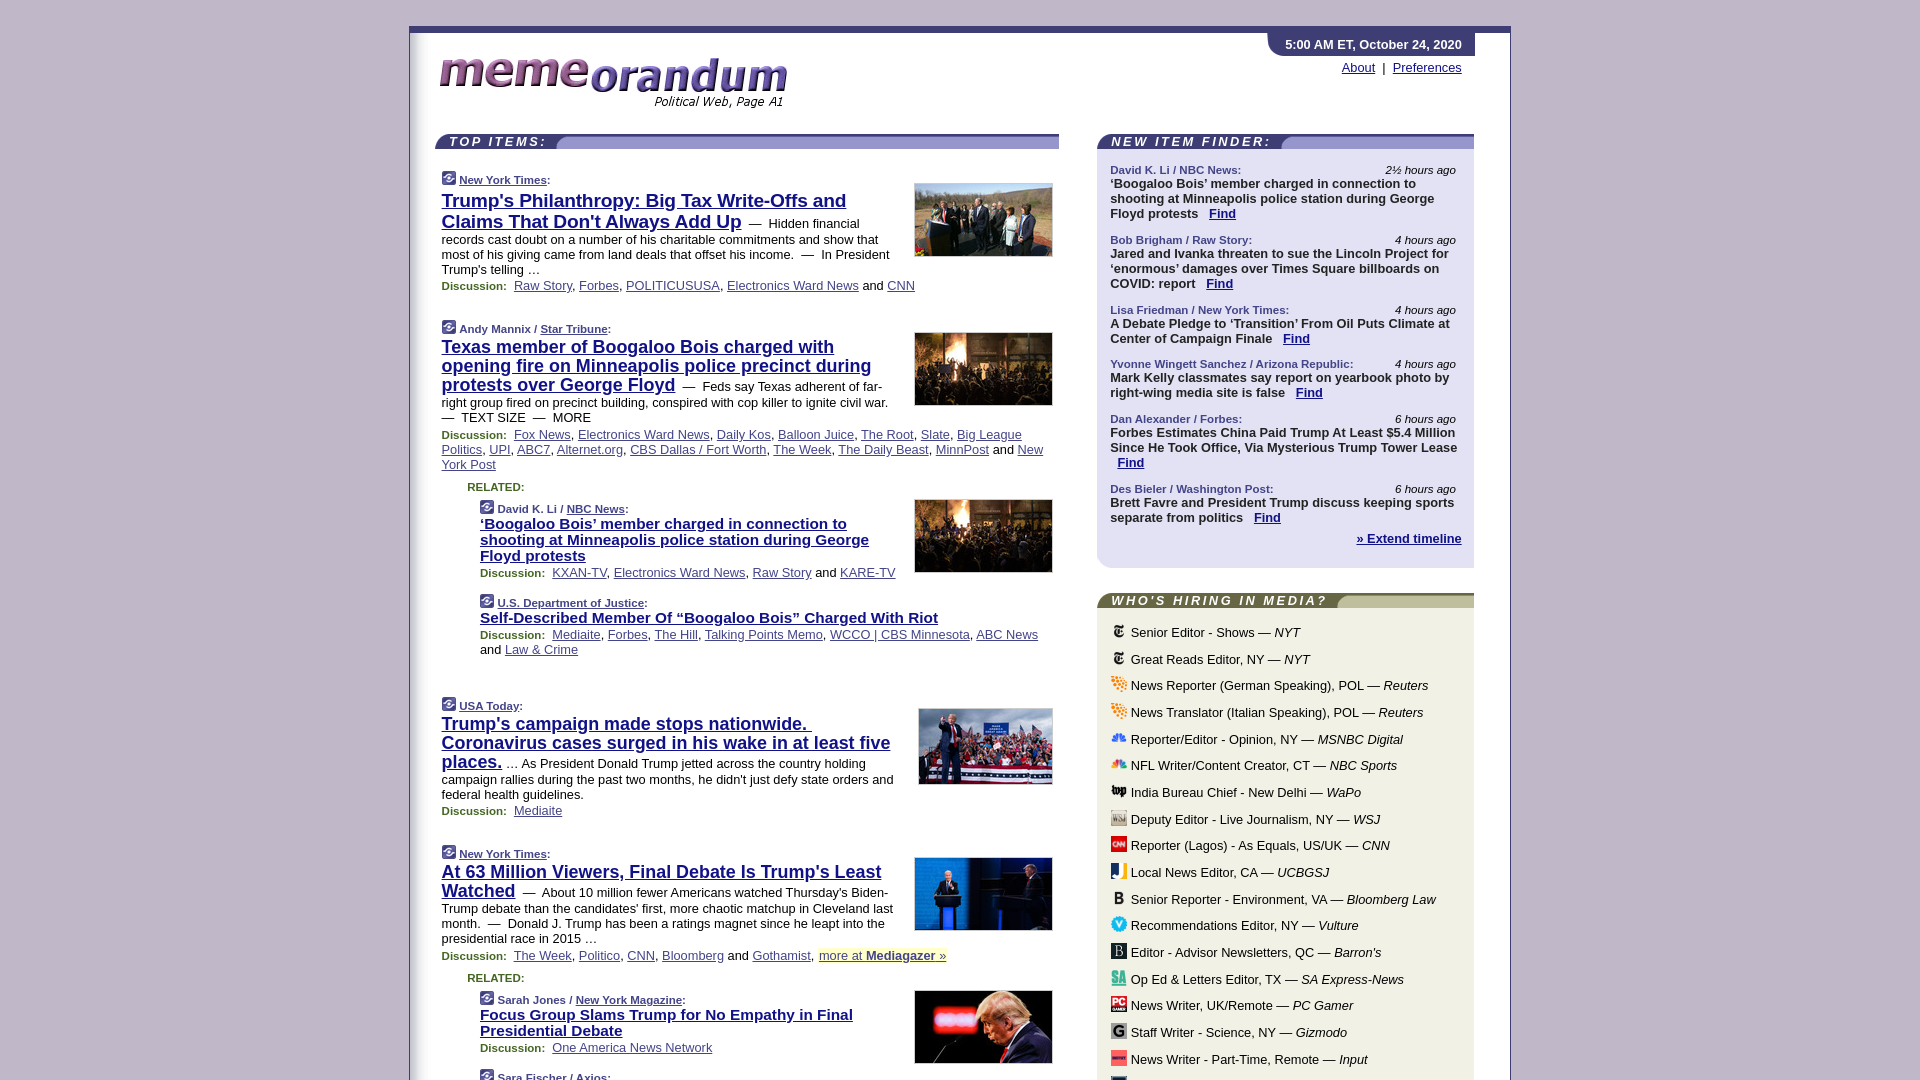 5:00 AM ET, October 24, 2020
About | Preferences
memeorandum
Political Web, Page A1
TOP ITEMS:
New York Times:
Trump's Philanthropy: Big Tax Write-Offs and
Claims That Don't Always Add Up — Hidden financial
records cast doubt on a number of his charitable commitments and show that
most of his giving came from land deals that offset his income. — In President
Trump's telling …
Discussion: Raw Story, Forbes, POLITICUSUSA, Electronics Ward News and CNN
Andy Mannix / Star Tribune:
Texas member of Boogaloo Bois charged with
opening fire on Minneapolis police precinct during
protests over George Floyd — Feds say Texas adherent of far-
right group fired on precinct building, conspired with cop killer to ignite civil war.
— TEXT SIZE — MORE
Discussion: Fox News, Electronics Ward News, Daily Kos, Balloon Juice, The Root, Slate, Big League
Politics, UPI, ABC7, Alternet.org, CBS Dallas / Fort Worth, The Week, The Daily Beast, MinnPost and New
York Post
RELATED:
David K. Li / NBC News:
‘Boogaloo Bois’ member charged in connection to
shooting at Minneapolis police station during George
Floyd protests
Discussion: KXAN-TV, Electronics Ward News, Raw Story and KARE-TV
U.S. Department of Justice:
Self-Described Member Of “Boogaloo Bois” Charged With Riot
Discussion: Mediaite, Forbes, The Hill, Talking Points Memo, WCCO | CBS Minnesota, ABC News
and Law & Crime
USA Today:
Trump's campaign made stops nationwide.
Coronavirus cases surged in his wake in at least five
places. … As President Donald Trump jetted across the country holding
campaign rallies during the past two months, he didn't just defy state orders and
federal health guidelines.
Discussion: Mediaite
New York Times:
At 63 Million Viewers, Final Debate Is Trump's Least
Watched — About 10 million fewer Americans watched Thursday's Biden-
Trump debate than the candidates' first, more chaotic matchup in Cleveland last
month. — Donald J. Trump has been a ratings magnet since he leapt into the
presidential race in 2015 …
Discussion: The Week, Politico, CNN, Bloomberg and Gothamist, more at Mediagazer »
RELATED:
Sarah Jones / New York Magazine:
Focus Group Slams Trump for No Empathy in Final
Presidential Debate
Discussion: One America News Network
Sara Fischer / Axios:
NEW ITEM FINDER:
David K. Li / NBC News: 2½ hours ago
‘Boogaloo Bois’ member charged in connection to
shooting at Minneapolis police station during George
Floyd protests Find
Bob Brigham / Raw Story: 4 hours ago
Jared and Ivanka threaten to sue the Lincoln Project for
‘enormous’ damages over Times Square billboards on
COVID: report Find
Lisa Friedman / New York Times: 4 hours ago
A Debate Pledge to ‘Transition’ From Oil Puts Climate at
Center of Campaign Finale Find
Yvonne Wingett Sanchez / Arizona Republic: 4 hours ago
Mark Kelly classmates say report on yearbook photo by
right-wing media site is false Find
Dan Alexander / Forbes: 6 hours ago
Forbes Estimates China Paid Trump At Least $5.4 Million
Since He Took Office, Via Mysterious Trump Tower Lease
Find
Des Bieler / Washington Post: 6 hours ago
Brett Favre and President Trump discuss keeping sports
separate from politics Find
» Extend timeline
WHO'S HIRING IN MEDIA?
Senior Editor - Shows — NYT
Great Reads Editor, NY — NYT
News Reporter (German Speaking), POL — Reuters
News Translator (Italian Speaking), POL — Reuters
Reporter/Editor - Opinion, NY — MSNBC Digital
NFL Writer/Content Creator, CT — NBC Sports
India Bureau Chief - New Delhi — WaPo
Deputy Editor - Live Journalism, NY — WSJ
Reporter (Lagos) - As Equals, US/UK — CNN
Local News Editor, CA — UCBGSJ
Senior Reporter - Environment, VA — Bloomberg Law
Recommendations Editor, NY — Vulture
Editor - Advisor Newsletters, QC — Barron's
Op Ed & Letters Editor, TX — SA Express-News
News Writer, UK/Remote — PC Gamer
Staff Writer - Science, NY — Gizmodo
News Writer - Part-Time, Remote — Input